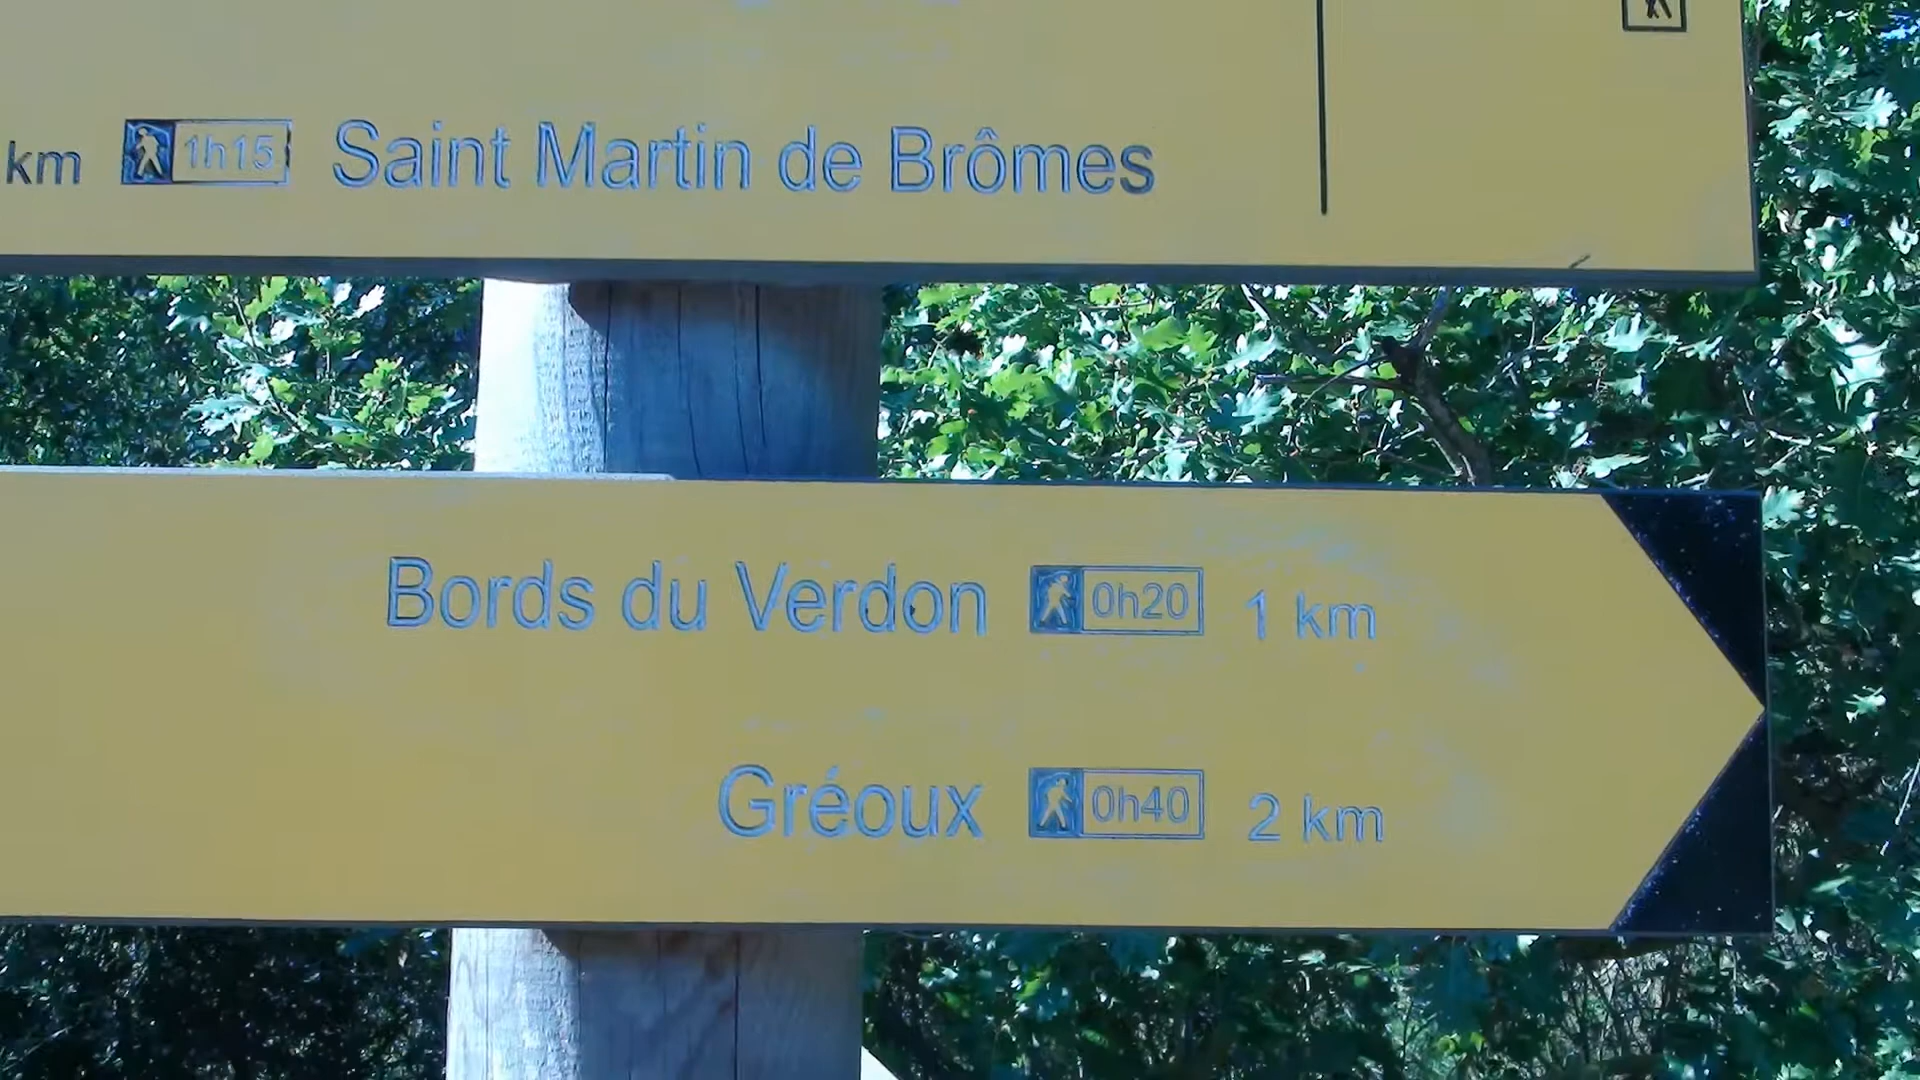 km 1h15 Saint Martin de Brômes
Bords du Verdon 0h20 1 km
Gréoux 0h40 2 km